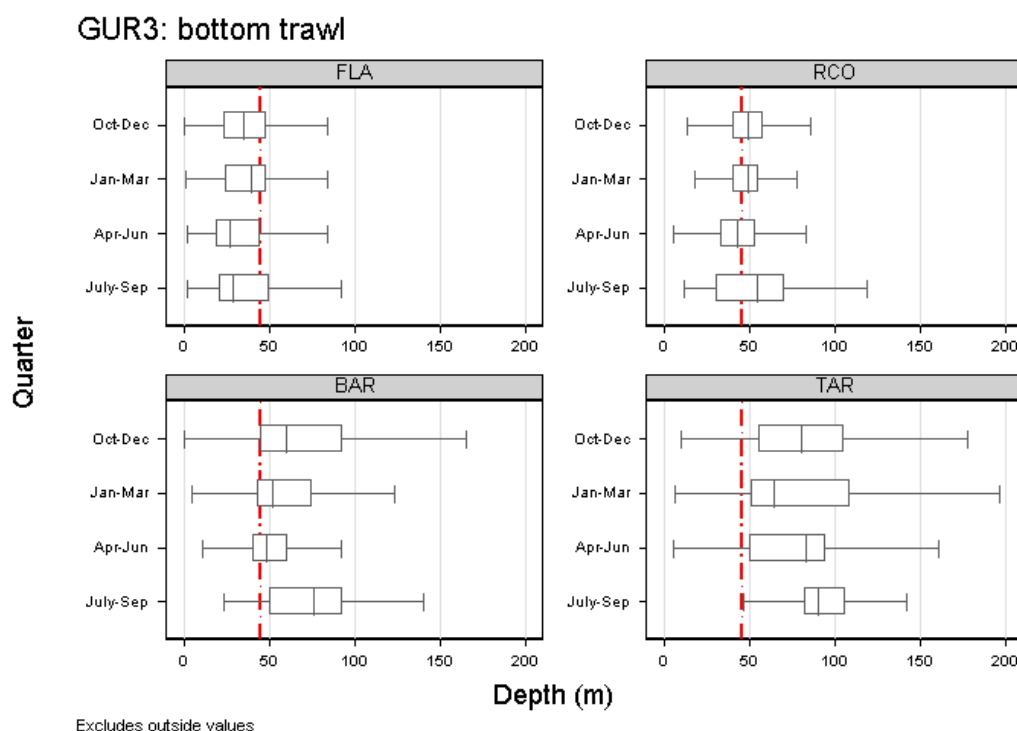 GUR3: bottom trawl
FLA
RCO
Oct-Dec
Jan-Mar
Apr-Jun
July-Sep
0 50 100 150 200
Oct-Dec
Jan-Mar
Apr-Jun
July-Sep
0 50 100 150 200
BAR
TAR
Oct-Dec
Jan-Mar
Apr-Jun
July-Sep
0 50 100 150 200
Oct-Dec
Jan-Mar
Apr-Jun
July-Sep
0 50 100 150 200
Quarter
Depth (m)
Excludes outside values